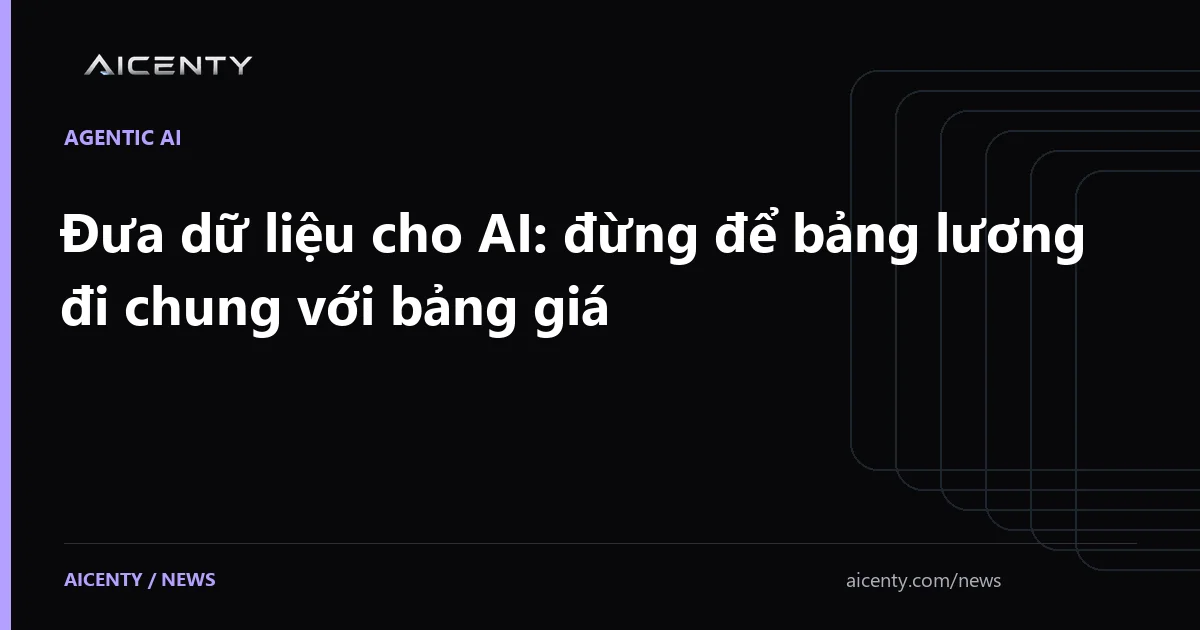 AICENTY
AGENTIC AI
Đưa dữ liệu cho AI: đừng để bảng lương
đi chung với bảng giá
AICENTY / NEWS
aicenty.com/news